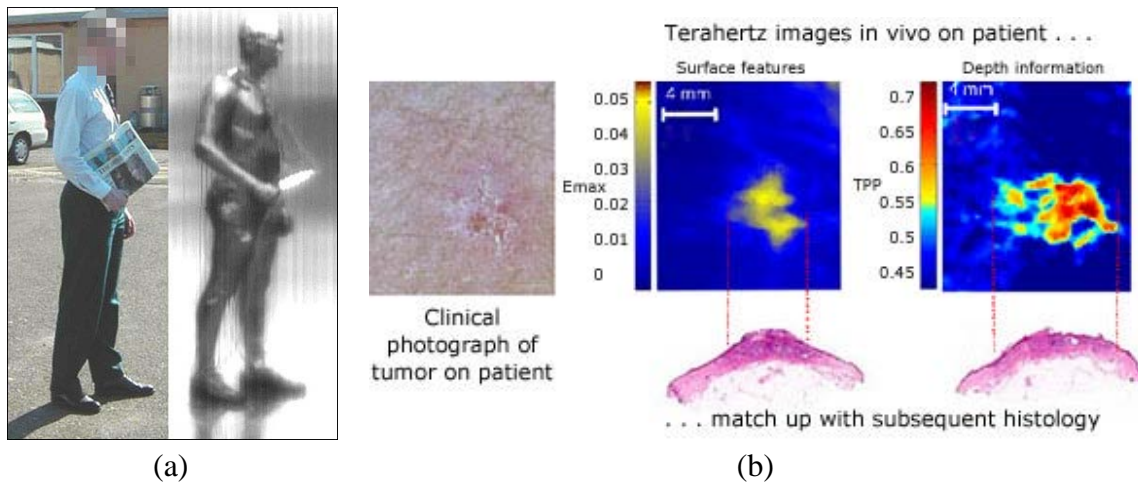 Terahertz images in vivo on patient . . .
Surface features
Depth information
4 mm
4 mm
0.05
0.04
0.03
Emax
0.02
0.01
0
0.7
0.65
0.6
TPP
0.55
0.5
0.45
Clinical
photograph of
tumor on patient
. . . match up with subsequent histology
(a)
(b)